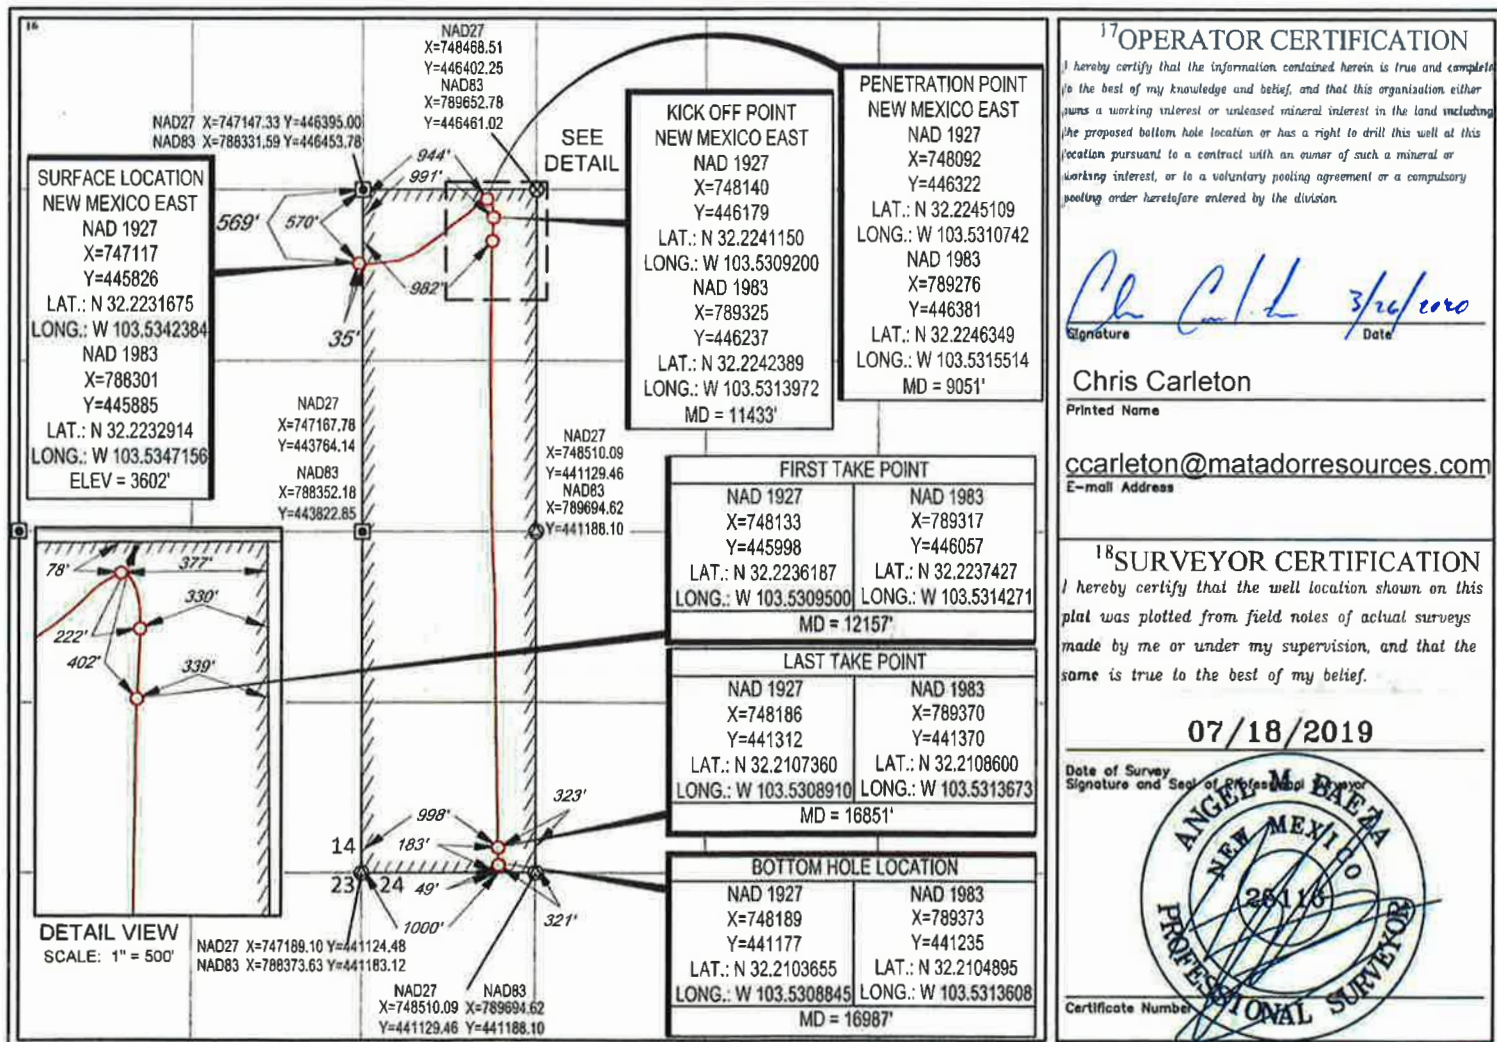 16
NAD27
X=748468.51
Y=446402.25
NAD83
X=789652.78
Y=446461.02
NAD27 X=747147.33 Y=446395.00
NAD83 X=788331.59 Y=446453.78
SEE
DETAIL
944'
991'
569'
570'
982'
35'
SURFACE LOCATION
NEW MEXICO EAST
NAD 1927
X=747117
Y=445826
LAT.: N 32.2231675
LONG.: W 103.5342384
NAD 1983
X=788301
Y=445885
LAT.: N 32.2232914
LONG.: W 103.5347156
ELEV = 3602'
KICK OFF POINT
NEW MEXICO EAST
NAD 1927
X=748140
Y=446179
LAT.: N 32.2241150
LONG.: W 103.5309200
NAD 1983
X=789325
Y=446237
LAT.: N 32.2242389
LONG.: W 103.5313972
MD = 11433'
PENETRATION POINT
NEW MEXICO EAST
NAD 1927
X=748092
Y=446322
LAT.: N 32.2245109
LONG.: W 103.5310742
NAD 1983
X=789276
Y=446381
LAT.: N 32.2246349
LONG.: W 103.5315514
MD = 9051'
NAD27
X=747167.78
Y=443764.14
NAD83
X=788352.18
Y=443822.85
NAD27
X=748510.09
Y=441129.46
NAD83
X=789694.62
Y=441188.10
FIRST TAKE POINT
NAD 1927
X=748133
Y=445998
LAT.: N 32.2236187
LONG.: W 103.5309500
NAD 1983
X=789317
Y=446057
LAT.: N 32.2237427
LONG.: W 103.5314271
MD = 12157'
LAST TAKE POINT
NAD 1927
X=748186
Y=441312
LAT.: N 32.2107360
LONG.: W 103.5308910
NAD 1983
X=789370
Y=441370
LAT.: N 32.2108600
LONG.: W 103.5313673
MD = 16851'
BOTTOM HOLE LOCATION
NAD 1927
X=748189
Y=441177
LAT.: N 32.2103655
LONG.: W 103.5308845
NAD 1983
X=789373
Y=441235
LAT.: N 32.2104895
LONG.: W 103.5313608
MD = 16987'
78'
377'
330'
222'
402'
339'
DETAIL VIEW
SCALE: 1" = 500'
998'
323'
183'
14
23
24
49'
1000'
321'
NAD27 X=747189.10 Y=441124.48
NAD83 X=788373.63 Y=441183.12
NAD27 NAD83
X=748510.09 X=789694.62
Y=441129.46 Y=441188.10
17 OPERATOR CERTIFICATION
I hereby certify that the information contained herein is true and complete
to the best of my knowledge and belief, and that this organization either
owns a working interest or unleased mineral interest in the land including
the proposed bottom hole location or has a right to drill this well at this
location pursuant to a contract with an owner of such a mineral or
working interest, or to a voluntary pooling agreement or a compulsory
pooling order heretofore entered by the division
3/26/2020
Signature Date
Chris Carleton
Printed Name
ccarleton@matadorresources.com
E-mail Address
18 SURVEYOR CERTIFICATION
I hereby certify that the well location shown on this
plat was plotted from field notes of actual surveys
made by me or under my supervision, and that the
same is true to the best of my belief.
07/18/2019
Date of Survey
Signature and Seal of Professional Surveyor
ANGEL M. BAEZA
NEW MEXICO
PROFESSIONAL SURVEYOR
Certificate Number